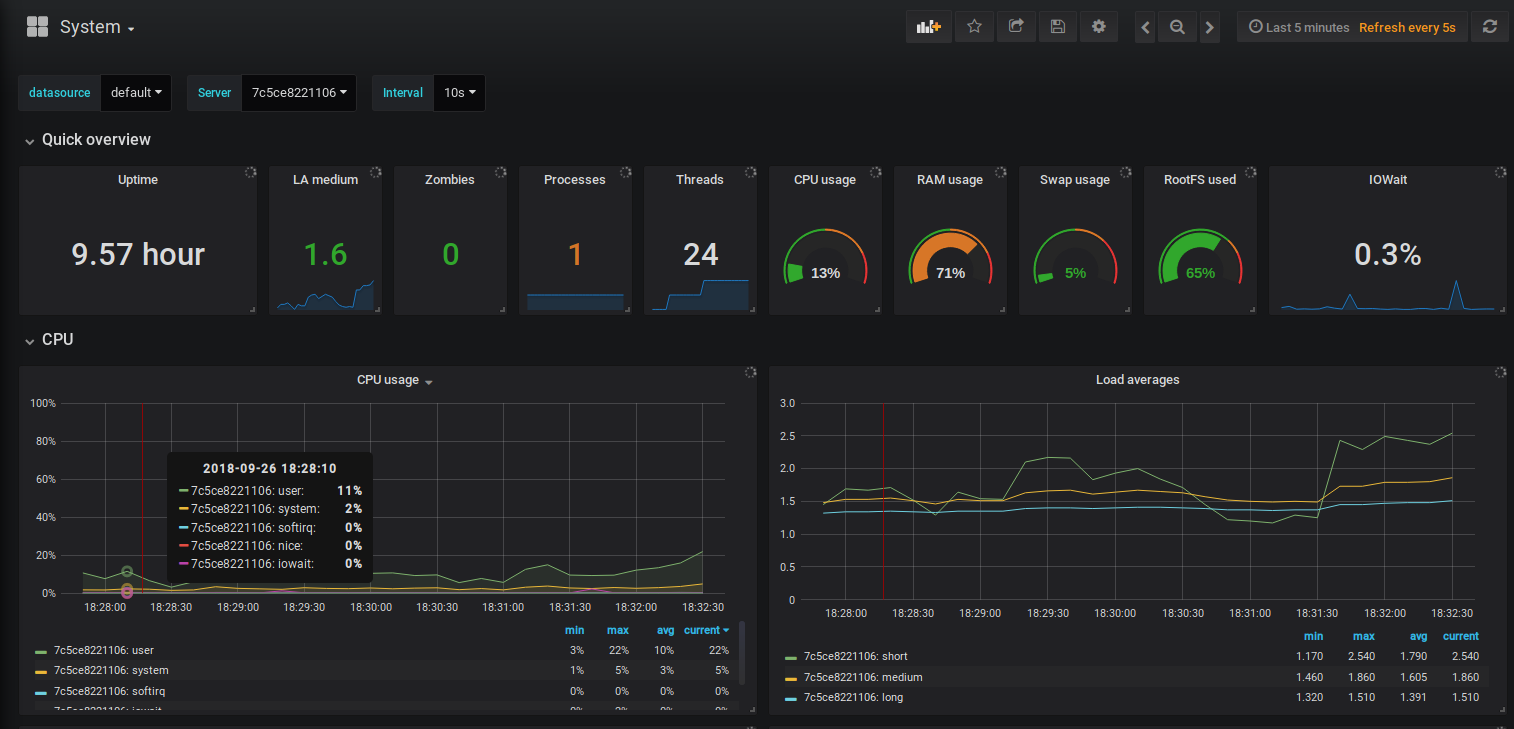 System
Last 5 minutes Refresh every 5s
datasource default Server 7c5ce8221106 Interval 10s
Quick overview
Uptime
9.57 hour
LA medium
1.6
Zombies
0
Processes
1
Threads
24
CPU usage
13%
RAM usage
71%
Swap usage
5%
RootFS used
65%
IOWait
0.3%
CPU
CPU usage
100%
80%
60%
40%
20%
0%
2018-09-26 18:28:10
7c5ce8221106: user: 11%
7c5ce8221106: system: 2%
7c5ce8221106: softirq: 0%
7c5ce8221106: nice: 0%
7c5ce8221106: iowait: 0%
18:28:00 18:28:30 18:29:00 18:29:30 18:30:00 18:30:30 18:31:00 18:31:30 18:32:00 18:32:30
min max avg current
7c5ce8221106: user 3% 22% 10% 22%
7c5ce8221106: system 1% 5% 3% 5%
7c5ce8221106: softirq 0% 0% 0% 0%
Load averages
3.0
2.5
2.0
1.5
1.0
0.5
0
18:28:00 18:28:30 18:29:00 18:29:30 18:30:00 18:30:30 18:31:00 18:31:30 18:32:00 18:32:30
min max avg current
7c5ce8221106: short 1.170 2.540 1.790 2.540
7c5ce8221106: medium 1.460 1.860 1.605 1.860
7c5ce8221106: long 1.320 1.510 1.391 1.510